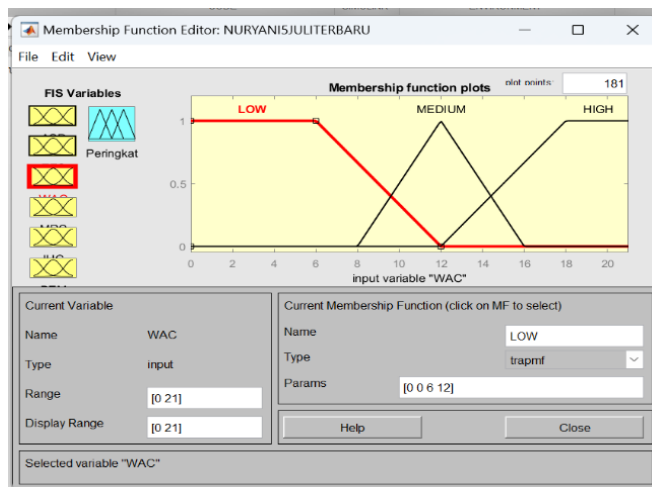 Membership Function Editor: NURYANI5JULITERBARU
File Edit View
FIS Variables
Membership function plots
plot points:
181
Peringkat
LOW
MEDIUM
HIGH
1
0.5
0
0 2 4 6 8 10 12 14 16 18 20
input variable "WAC"
Current Variable
Name WAC
Type input
Range [0 21]
Display Range [0 21]
Current Membership Function (click on MF to select)
Name LOW
Type trapmf
Params [0 0 6 12]
Help Close
Selected variable "WAC"